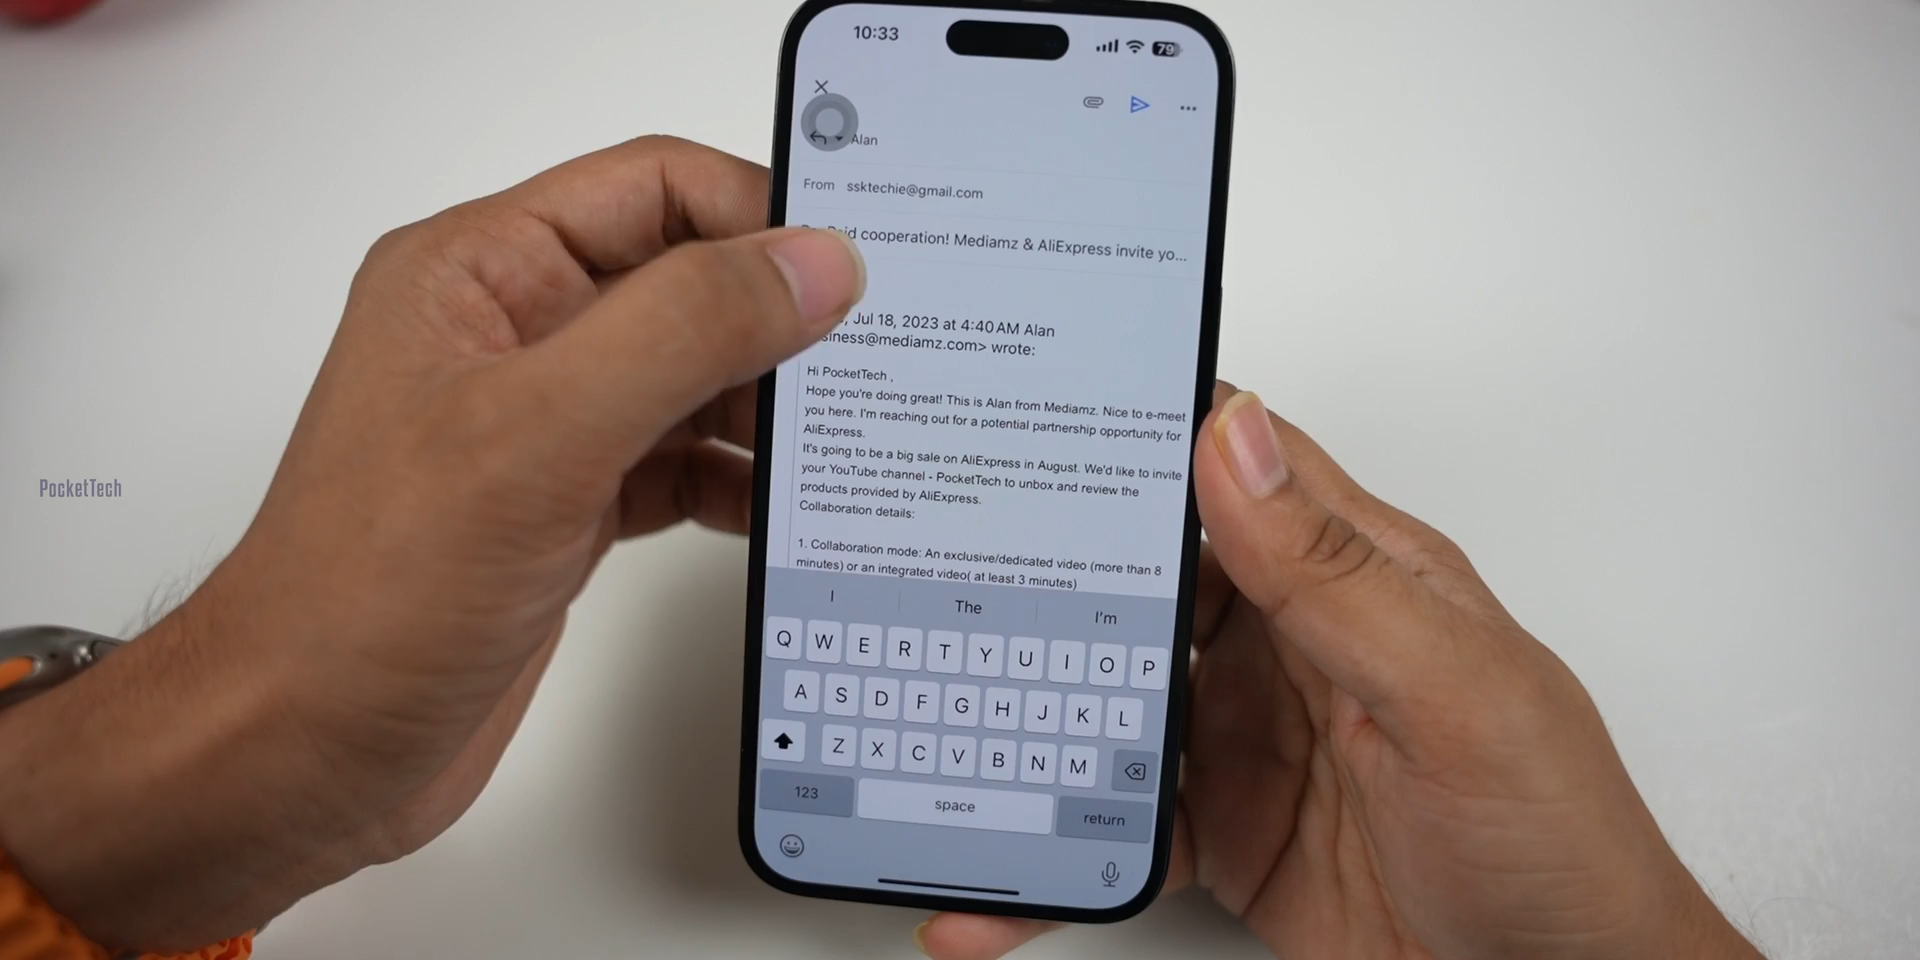 10:33
79
Alan
From ssktechie@gmail.com
cooperation! Mediamz & AliExpress invite yo...
Jul 18, 2023 at 4:40 AM Alan
siness@mediamz.com> wrote:
Hi PocketTech ,
Hope you're doing great! This is Alan from Mediamz. Nice to e-meet
you here. I'm reaching out for a potential partnership opportunity for
AliExpress.
It's going to be a big sale on AliExpress in August. We'd like to invite
your YouTube channel - PocketTech to unbox and review the
products provided by AliExpress.
Collaboration details:
1. Collaboration mode: An exclusive/dedicated video (more than 8
minutes) or an integrated video( at least 3 minutes)
I The I'm
Q W E R T Y U I O P
A S D F G H J K L
Z X C V B N M
123 space return
PocketTech